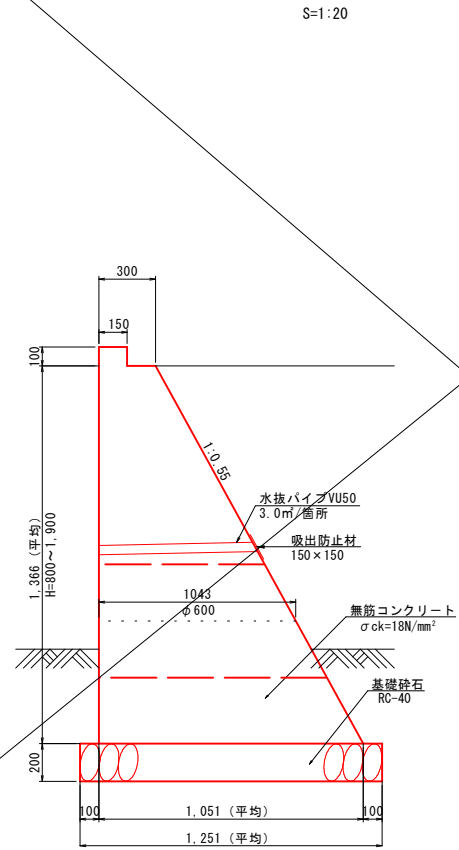 S=1:20
300
150
100
1:0.55
水抜パイプVU50
3.0㎡/箇所
吸出防止材
150×150
1,366 (平均)
H=800～1,900
1043
φ600
無筋コンクリート
σck=18N/mm²
基礎砕石
RC-40
200
100
1,051 (平均)
100
1,251 (平均)